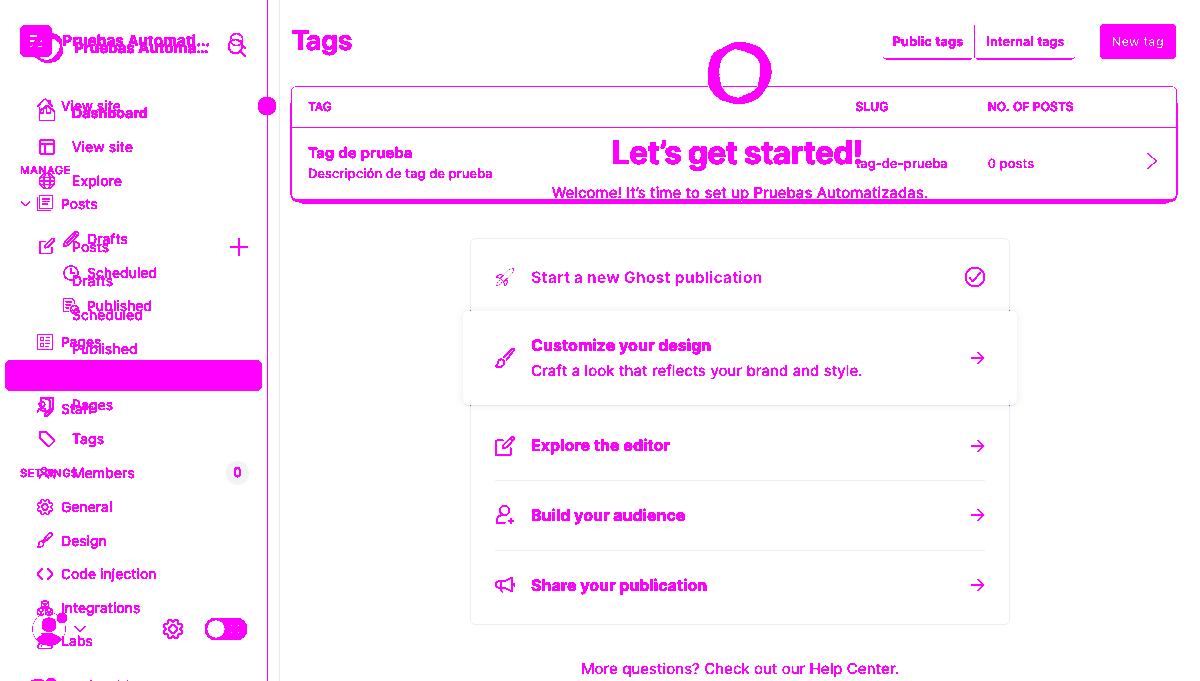 Pruebas Automati...
Pruebas Automa...
View site
Dashboard
View site
MANAGE
Explore
Posts
Drafts
Posts
Scheduled
Drafts
Published
Scheduled
Pages
Published
Pages
Staff
Tags
SETTINGS
Members
0
General
Design
Code injection
Integrations
Labs
Tags
Public tags
Internal tags
New tag
TAG
SLUG
NO. OF POSTS
Tag de prueba
Descripción de tag de prueba
tag-de-prueba
0 posts
Let's get started!
Welcome! It's time to set up Pruebas Automatizadas.
Start a new Ghost publication
Customize your design
Craft a look that reflects your brand and style.
Explore the editor
Build your audience
Share your publication
More questions? Check out our Help Center.